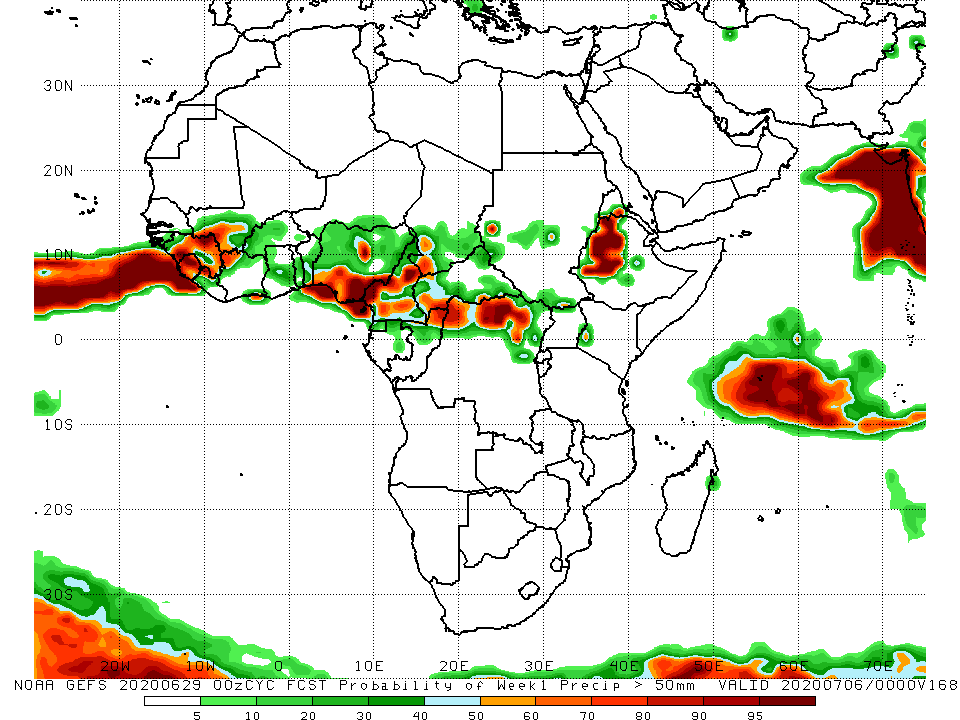 30N
20N
10N
0
10S
20S
30S
20W 10W 0 10E 20E 30E 40E 50E 60E 70E
NOAA GEFS 20200629 00zCYC FCST Probability of Week1 Precip > 50mm VALID 20200706/0000V168
5 10 20 30 40 50 60 70 80 90 95